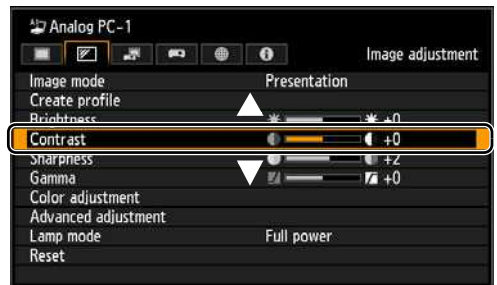 Analog PC-1
Image adjustment
Image mode Presentation
Create profile
Brightness +0
Contrast +0
Sharpness +2
Gamma +0
Color adjustment
Advanced adjustment
Lamp mode Full power
Reset